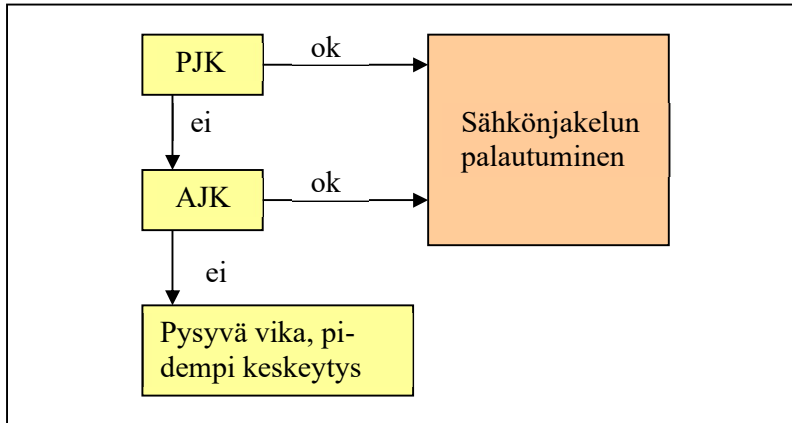 PJK
ok
ei
Sähkönjakelun
palautuminen
AJK
ok
ei
Pysyvä vika, pi-
dempi keskeytys